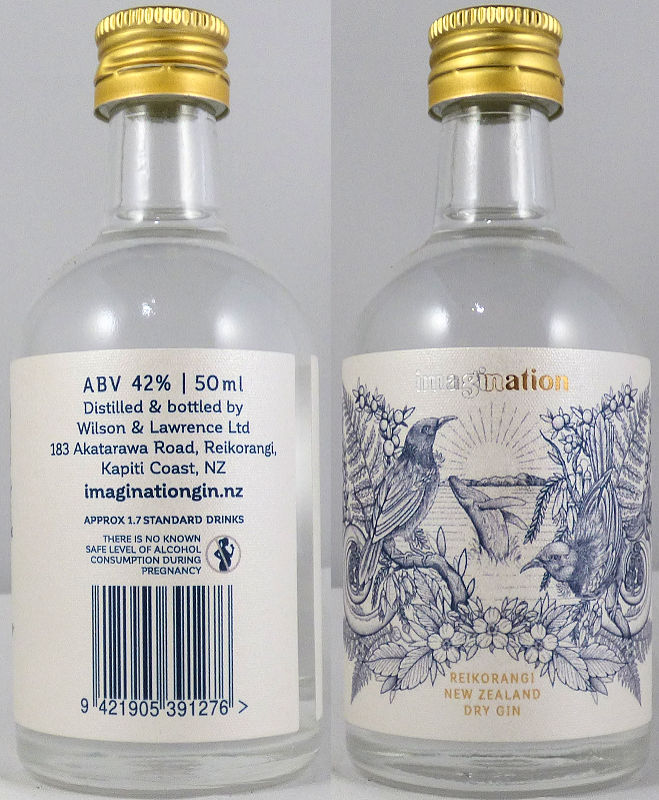 ABV 42% | 50ml
Distilled & bottled by
Wilson & Lawrence Ltd
183 Akatarawa Road, Reikorangi,
Kapiti Coast, NZ
imaginationgin.nz
APPROX 1.7 STANDARD DRINKS
THERE IS NO KNOWN
SAFE LEVEL OF ALCOHOL
CONSUMPTION DURING
PREGNANCY
9 421905 391276 >
imagination
REIKORANGI
NEW ZEALAND
DRY GIN